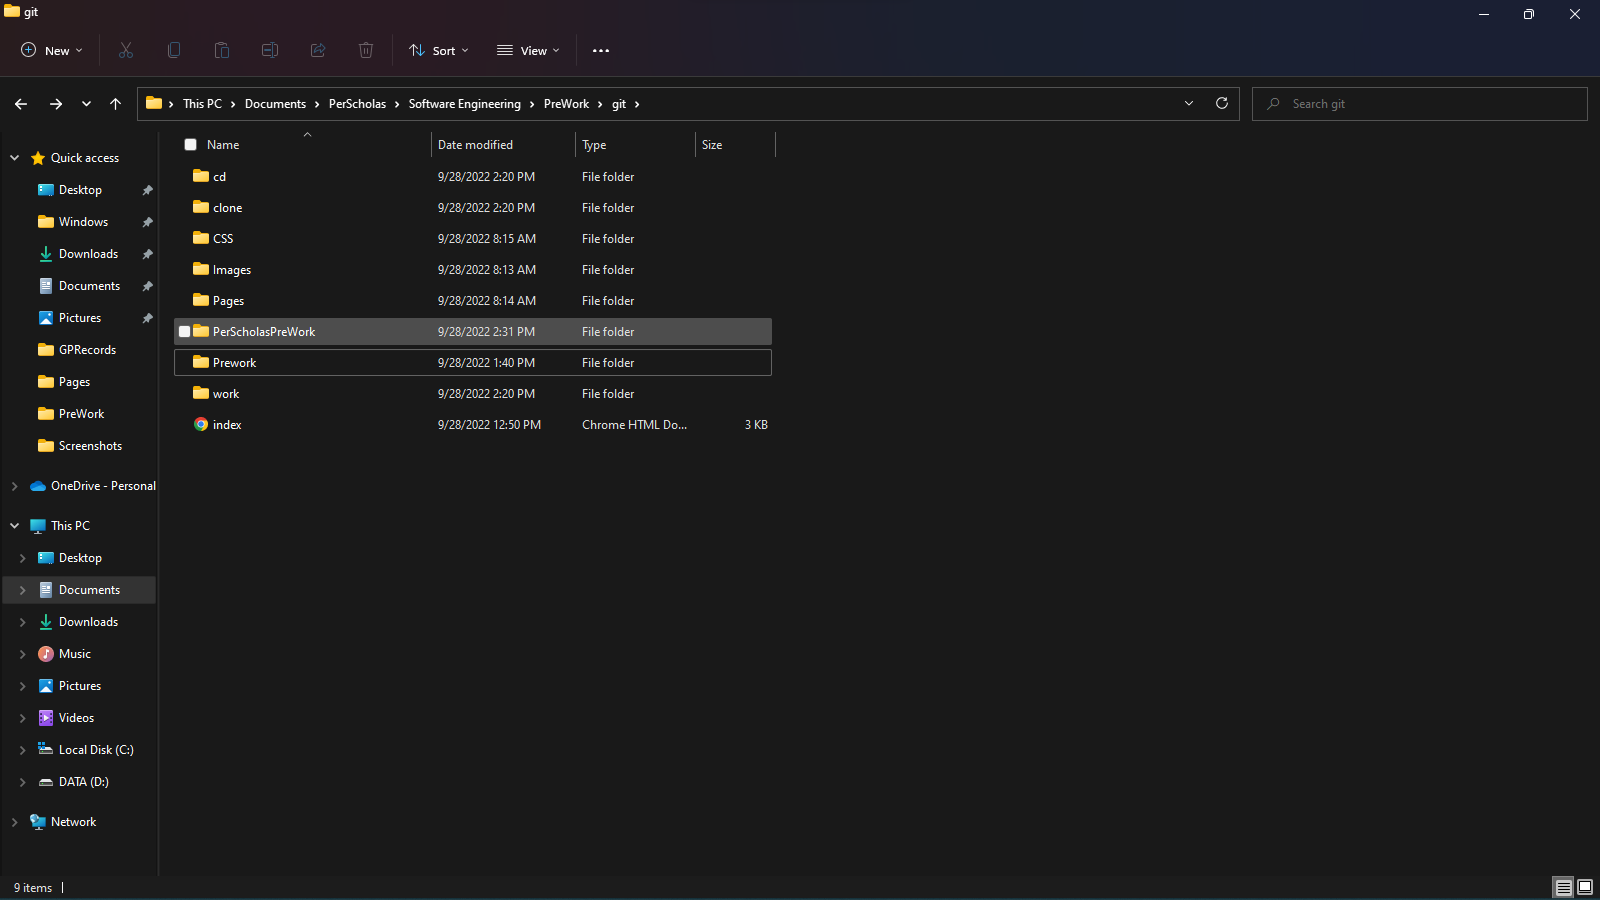 git
New
Sort
View
This PC > Documents > PerScholas > Software Engineering > PreWork > git >
Search git
Name Date modified Type Size
Quick access
Desktop
Windows
Downloads
Documents
Pictures
GPRecords
Pages
PreWork
Screenshots
OneDrive - Personal
This PC
Desktop
Documents
Downloads
Music
Pictures
Videos
Local Disk (C:)
DATA (D:)
Network
cd 9/28/2022 2:20 PM File folder
clone 9/28/2022 2:20 PM File folder
CSS 9/28/2022 8:15 AM File folder
Images 9/28/2022 8:13 AM File folder
Pages 9/28/2022 8:14 AM File folder
PerScholasPreWork 9/28/2022 2:31 PM File folder
Prework 9/28/2022 1:40 PM File folder
work 9/28/2022 2:20 PM File folder
index 9/28/2022 12:50 PM Chrome HTML Do... 3 KB
9 items